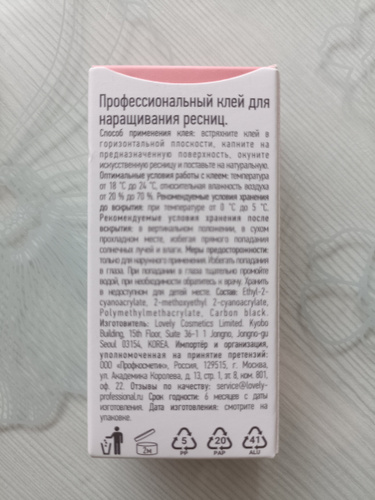 Профессиональный клей для
наращивания ресниц.
Способ применения клея: встряхните клей в
горизонтальной плоскости, капните на
предназначенную поверхность, окуните
искусственную ресницу и поставьте на натуральную.
Оптимальные условия работы с клеем: температура
от 18 °С до 24 °С, относительная влажность воздуха
от 20 % до 70 %. Рекомендуемые условия хранения
до вскрытия: при температуре от 0 °С до 5 °С.
Рекомендуемые условия хранения после
вскрытия: в вертикальном положении, в сухом
прохладном месте, избегая прямого попадания
солнечных лучей и влаги. Меры предосторожности:
только для наружного применения. Избегать попадания
в глаза. При попадании в глаза тщательно промойте
водой, при необходимости обратитесь к врачу. Хранить
в недоступном для детей месте. Состав: Ethyl-2-
cyanoacrylate, 2-methoxyethyl 2-cyanoacrylate,
Polymethylmethacrylate, Carbon black.
Изготовитель: Lovely Cosmetics Limited. Kyobo
Building, 15th Floor, Suite 36-1 1 Jongno, Jongno-gu
Seoul 03154, KOREA. Импортёр и организация,
уполномоченная на принятие претензий:
ООО «Профкосметик», Россия, 129515, г. Москва,
ул. Академика Королева, д. 13, стр. 1, эт. 8, ком. 801,
оф. 22. Отзывы по качеству: service@lovely-
professional.ru Срок годности: 6 месяцев с даты
изготовления. Дата изготовления: смотрите на
упаковке.
2М
5
PP
20
PAP
41
ALU